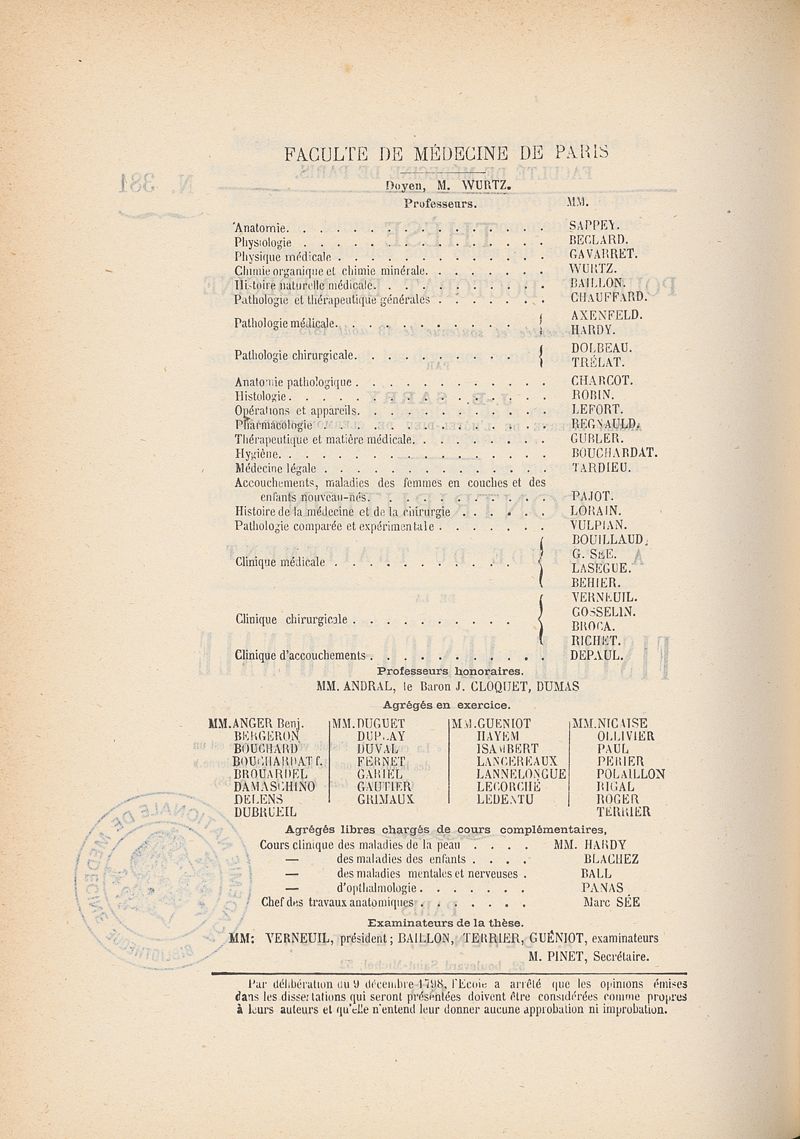 FACULTE DE MÉDECINE DE PARIS
Doyen, M. WURTZ.
Professeurs. MM.
Anatomie. . . . . . . . . . . . . . . . SAPPEY.
Physiologie . . . . . . . . . . . . . . . BECLARD.
Physique médicale . . . . . . . . . . . . . GAVARRET.
Chimie organique et chimie minérale. . . . . . . . WURTZ.
Histoire naturelle médicale. . . . . . . . . . . BAILLON.
Pathologie et thérapeutique générales . . . . . . . CHAUFFARD.
Pathologie médicale. . . . . . . . . . . { AXENFELD.
HARDY.
Pathologie chirurgicale. . . . . . . . . . { DOLBEAU.
TRÉLAT.
Anatomie pathologique . . . . . . . . . . . . CHARCOT.
Histologie. . . . . . . . . . . . . . . . ROBIN.
Opérations et appareils. . . . . . . . . . . . LEFORT.
Pharmacologie . . . . . . . . . . . . . . REGNAULD.
Thérapeutique et matière médicale. . . . . . . . . GUBLER.
Hygiène. . . . . . . . . . . . . . . . . BOUCHARDAT.
Médecine légale . . . . . . . . . . . . . . TARDIEU.
Accouchements, maladies des femmes en couches et des
enfants nouveau-nés. . . . . . . . . . . PAJOT.
Histoire de la médecine et de la chirurgie . . . . . . LORAIN.
Pathologie comparée et expérimentale . . . . . . . VULPIAN.
Clinique médicale . . . . . . . . . . . { BOUILLAUD.
G. SÉE.
LASEGUE.
BEHIER.
Clinique chirurgicale . . . . . . . . . . { VERNEUIL.
GOSSELIN.
BROCA.
RICHET.
Clinique d'accouchements . . . . . . . . . . . DEPAUL.
Professeurs honoraires.
MM. ANDRAL, le Baron J. CLOQUET, DUMAS
Agrégés en exercice.
MM.ANGER Benj. MM.DUGUET MM.GUENIOT MM.NICAISE
BERGERON DUPLAY HAYEM OLLIVIER
BOUCHARD DUVAL ISAMBERT PAUL
BOUCHARDAT f. FERNET LANCEREAUX PERIER
BROUARDEL GARIEL LANNELONGUE POLAILLON
DAMASCHINO GAUTIER LECORCHÉ RIGAL
DELENS GRIMAUX LEDENTU ROGER
DUBRUEIL TERRIER
Agrégés libres chargés de cours complémentaires,
Cours clinique des maladies de la peau . . . . MM. HARDY
— des maladies des enfants . . . . BLACHEZ
— des maladies mentales et nerveuses . BALL
— d'opthalmologie. . . . . . . PANAS
Chef des travaux anatomiques . . . . . . . Marc SÉE
Examinateurs de la thèse.
MM: VERNEUIL, président; BAILLON, TERRIER, GUÉNIOT, examinateurs
M. PINET, Secrétaire.
Par délibération du 9 décembre 1798, l'Ecole a arrêté que les opinions émises
dans les dissertations qui seront présentées doivent être considérées comme propres
à leurs auteurs et qu'elle n'entend leur donner aucune approbation ni improbation.